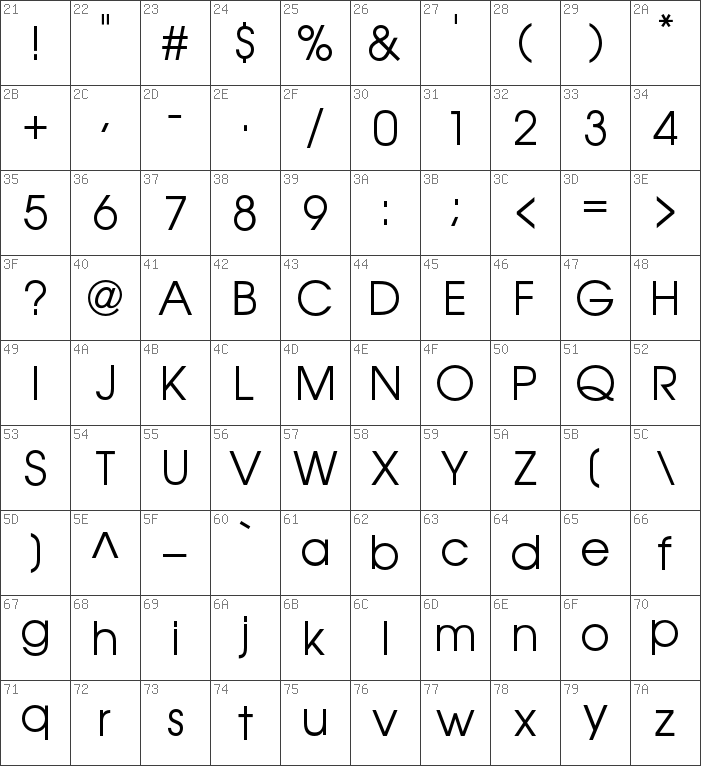 21 22 23 24 25 26 27 28 29 2A
! " # $ % & ' ( ) *
2B 2C 2D 2E 2F 30 31 32 33 34
+ , - . / 0 1 2 3 4
35 36 37 38 39 3A 3B 3C 3D 3E
5 6 7 8 9 : ; < = >
3F 40 41 42 43 44 45 46 47 48
? @ A B C D E F G H
49 4A 4B 4C 4D 4E 4F 50 51 52
I J K L M N O P Q R
53 54 55 56 57 58 59 5A 5B 5C
S T U V W X Y Z ( \
5D 5E 5F 60 61 62 63 64 65 66
) ^ _ ` a b c d e f
67 68 69 6A 6B 6C 6D 6E 6F 70
g h i j k l m n o p
71 72 73 74 75 76 77 78 79 7A
q r s t u v w x y z